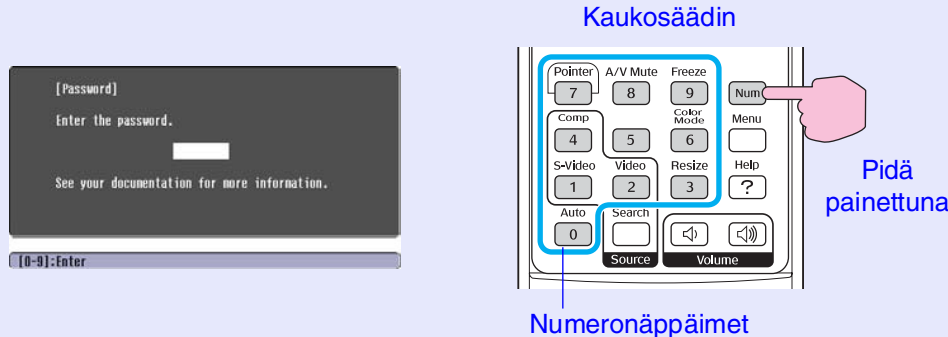 Kaukosäädin
[Password]
Enter the password.
See your documentation for more information.
[0-9]:Enter
Pointer A/V Mute Freeze
7 8 9 Num
Comp Color Mode Menu
4 5 6
S-Video Video Resize Help
1 2 3 ?
Auto Search
0
Source Volume
Pidä
painettuna
Numeronäppäimet